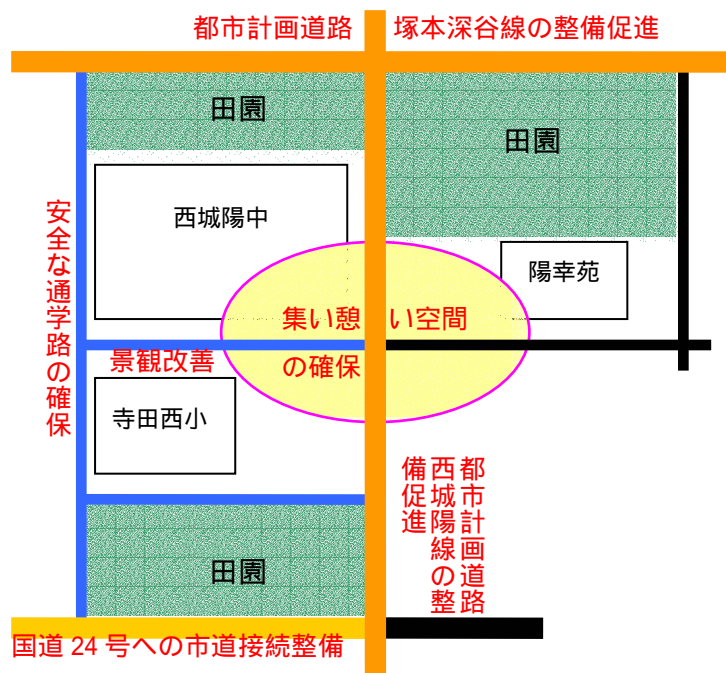 都市計画道路 塚本深谷線の整備促進
田園
田園
西城陽中
陽幸苑
安全な通学路の確保
集い憩い空間
の確保
景観改善
寺田西小
都市計画道路
西城陽線の整
備促進
田園
国道 24 号への市道接続整備